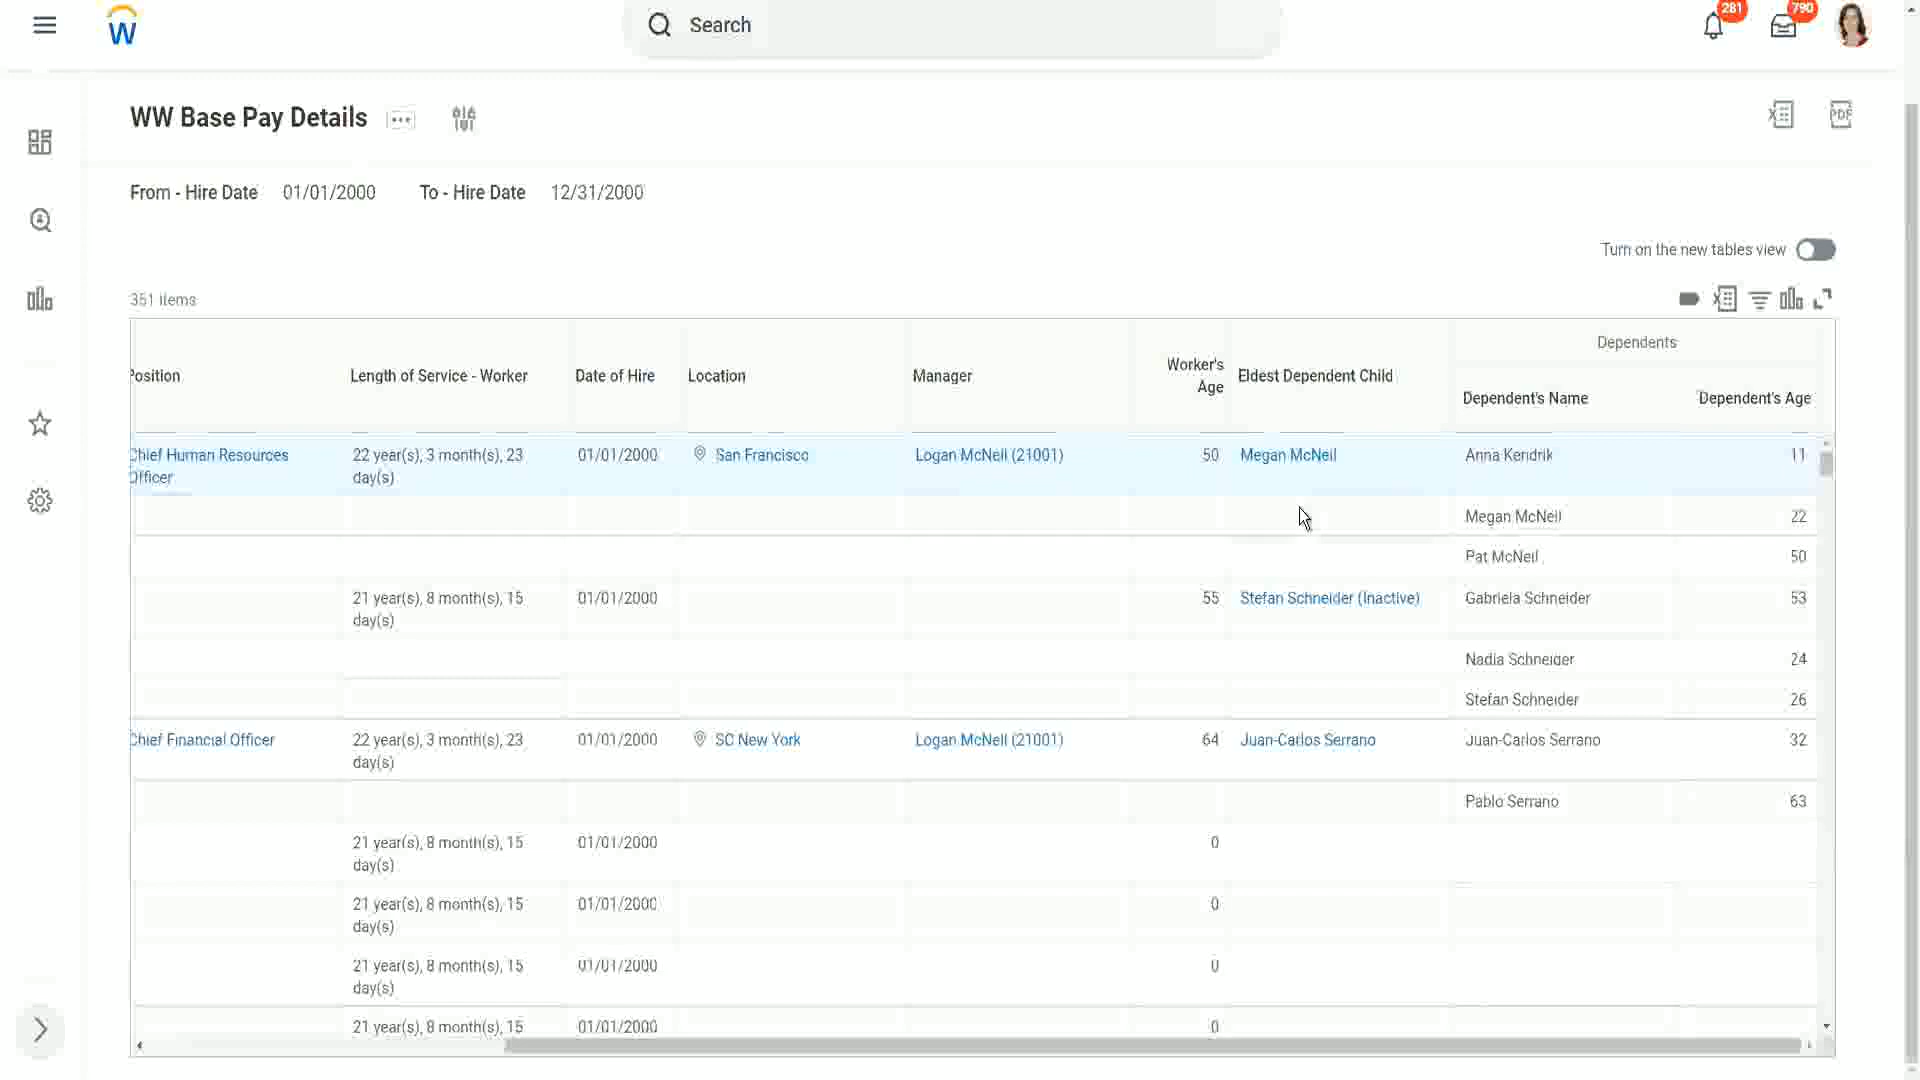 W
Search
281
790
WW Base Pay Details
PDF
From - Hire Date 01/01/2000 To - Hire Date 12/31/2000
Turn on the new tables view
351 items
Dependents
Position Length of Service - Worker Date of Hire Location Manager Worker's Age Eldest Dependent Child Dependent's Name Dependent's Age
Chief Human Resources 22 year(s), 3 month(s), 23 01/01/2000 San Francisco Logan McNeil (21001) 50 Megan McNeil Anna Kendrik 11
Officer day(s)
Megan McNeil 22
Pat McNeil 50
21 year(s), 8 month(s), 15 01/01/2000 55 Stefan Schneider (Inactive) Gabriela Schneider 53
day(s)
Nadia Schneider 24
Stefan Schneider 26
Chief Financial Officer 22 year(s), 3 month(s), 23 01/01/2000 SC New York Logan McNeil (21001) 64 Juan-Carlos Serrano Juan-Carlos Serrano 32
day(s)
Pablo Serrano 63
21 year(s), 8 month(s), 15 01/01/2000 0
day(s)
21 year(s), 8 month(s), 15 01/01/2000 0
day(s)
21 year(s), 8 month(s), 15 01/01/2000 0
day(s)
21 year(s), 8 month(s), 15 01/01/2000 0